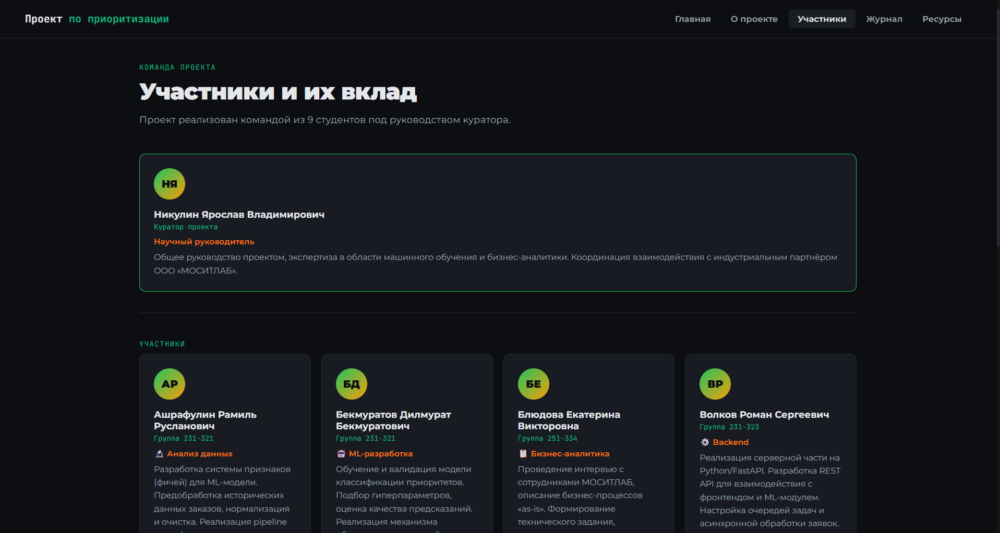 Проект по приоритизации
Главная
О проекте
Участники
Журнал
Ресурсы
КОМАНДА ПРОЕКТА
Участники и их вклад
Проект реализован командой из 9 студентов под руководством куратора.
НЯ
Никулин Ярослав Владимирович
Куратор проекта
Научный руководитель
Общее руководство проектом, экспертиза в области машинного обучения и бизнес-аналитики. Координация взаимодействия с индустриальным партнёром
ООО «МОСИТЛАБ».
УЧАСТНИКИ
АР
Ашрафулин Рамиль
Русланович
Группа 231-321
Анализ данных
Разработка системы признаков
(фичей) для ML-модели.
Предобработка исторических
данных заказов, нормализация
и очистка. Реализация pipeline
БД
Бекмуратов Дилмурат
Бекмуратович
Группа 231-321
ML-разработка
Обучение и валидация модели
классификации приоритетов.
Подбор гиперпараметров,
оценка качества предсказаний.
Реализация механизма
БЕ
Блюдова Екатерина
Викторовна
Группа 251-334
Бизнес-аналитика
Проведение интервью с
сотрудниками МОСИТЛАБ,
описание бизнес-процессов
«as-is». Формирование
технического задания,
ВР
Волков Роман Сергеевич
Группа 231-323
Backend
Реализация серверной части на
Python/FastAPI. Разработка REST
API для взаимодействия с
фронтендом и ML-модулем.
Настройка очередей задач и
асинхронной обработки заявок.